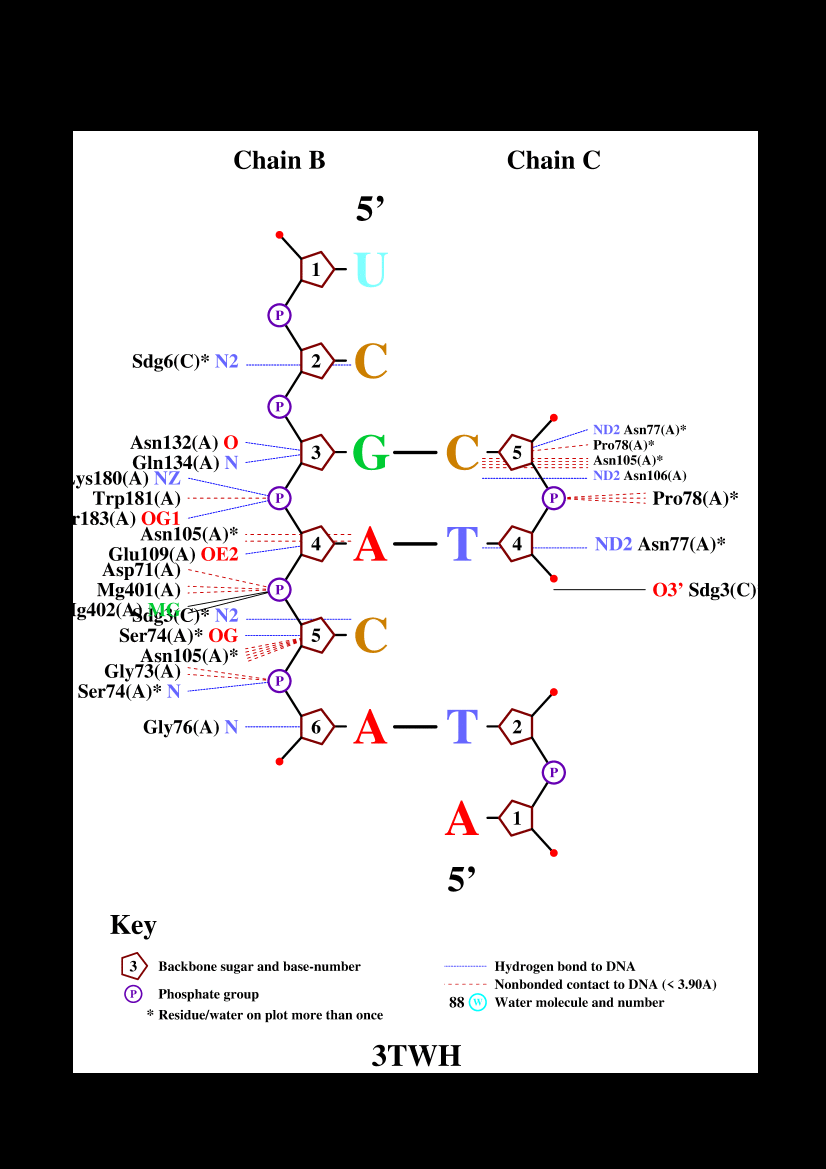 Chain B Chain C
5’
1 U
P
Sdg6(C)* N2 2 C
P
ND2 Asn77(A)*
Asn132(A) O Pro78(A)*
3 G C 5
Gln134(A) N Asn105(A)*
ys180(A) NZ ND2 Asn106(A)
Trp181(A) P P Pro78(A)*
r183(A) OG1
Asn105(A)*
4 A T 4 ND2 Asn77(A)*
Glu109(A) OE2
Asp71(A)
Mg401(A) P O3’ Sdg3(C)
g402(A) MG
Sdg3(C)* N2
Ser74(A)* OG 5 C
Asn105(A)*
Gly73(A)
P
Ser74(A)* N
Gly76(A) N 6 A T 2
P
A 1
5’
Key
3 Backbone sugar and base-number Hydrogen bond to DNA
Nonbonded contact to DNA (< 3.90A)
P Phosphate group 88 W Water molecule and number
* Residue/water on plot more than once
3TWH